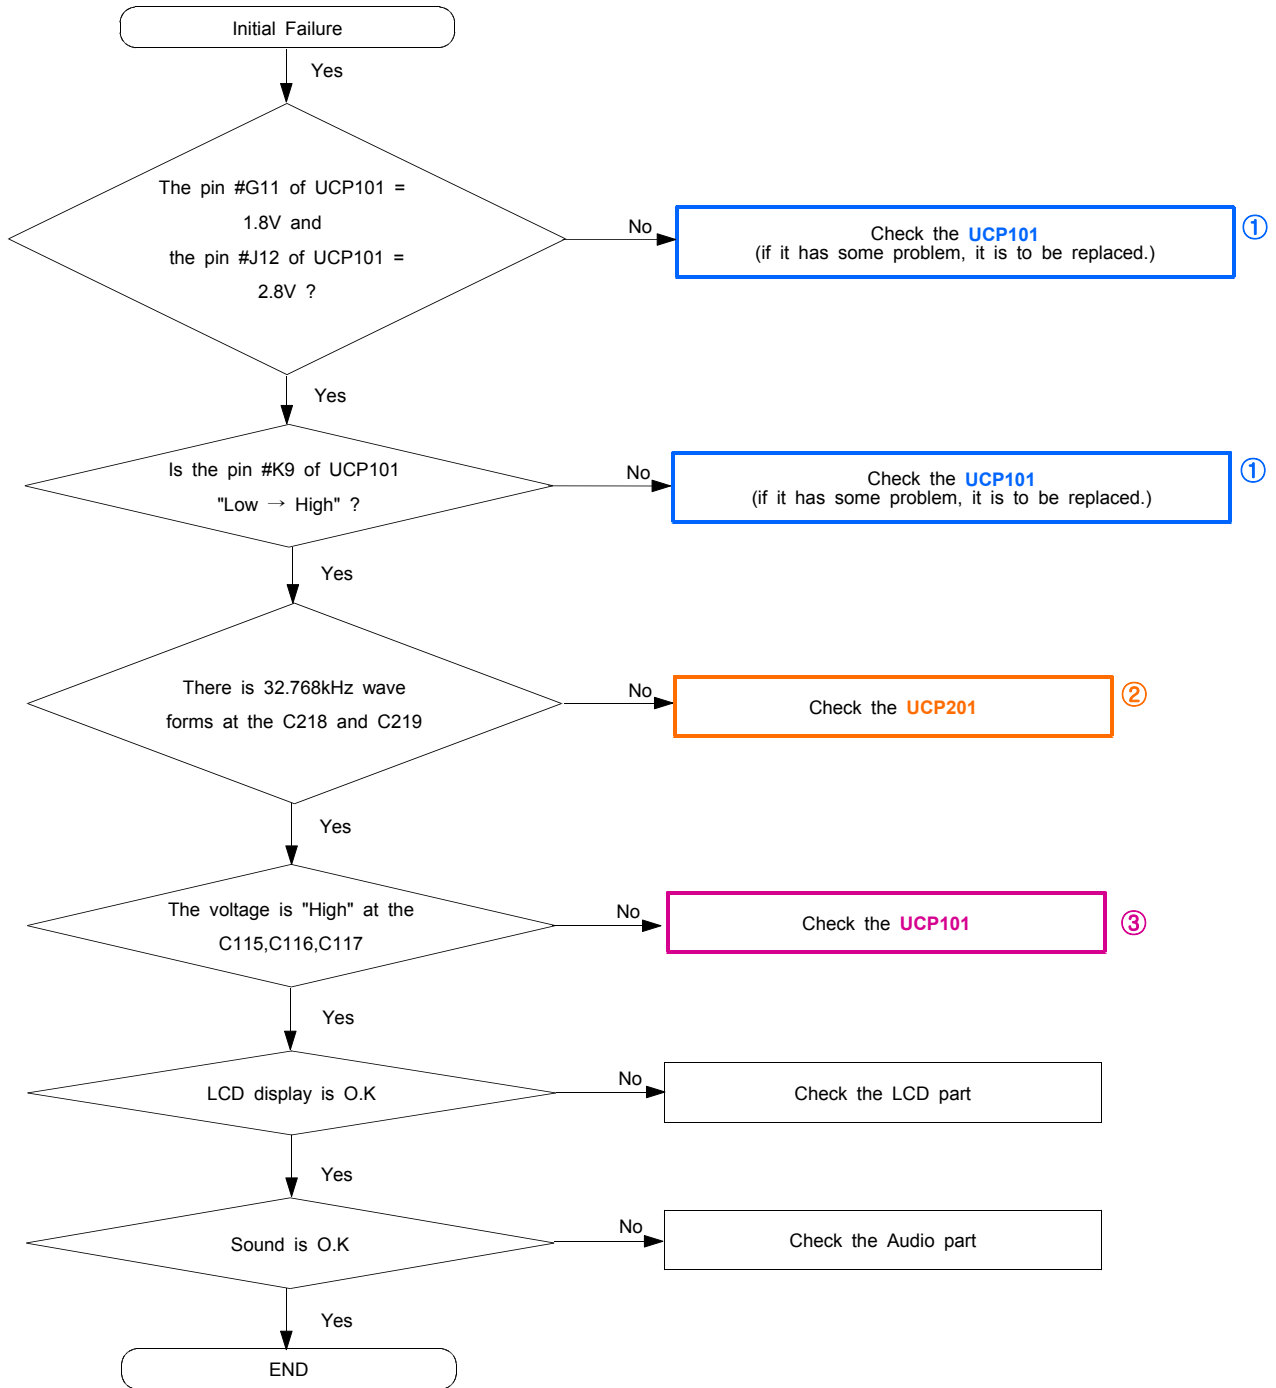 Initial Failure
Yes
The pin #G11 of UCP101 =
1.8V and
the pin #J12 of UCP101 =
2.8V ?
No
Check the UCP101
(if it has some problem, it is to be replaced.)
①
Yes
Is the pin #K9 of UCP101
"Low → High" ?
No
Check the UCP101
(if it has some problem, it is to be replaced.)
①
Yes
There is 32.768kHz wave
forms at the C218 and C219
No
Check the UCP201
②
Yes
The voltage is "High" at the
C115,C116,C117
No
Check the UCP101
③
Yes
LCD display is O.K
No
Check the LCD part
Yes
Sound is O.K
No
Check the Audio part
Yes
END